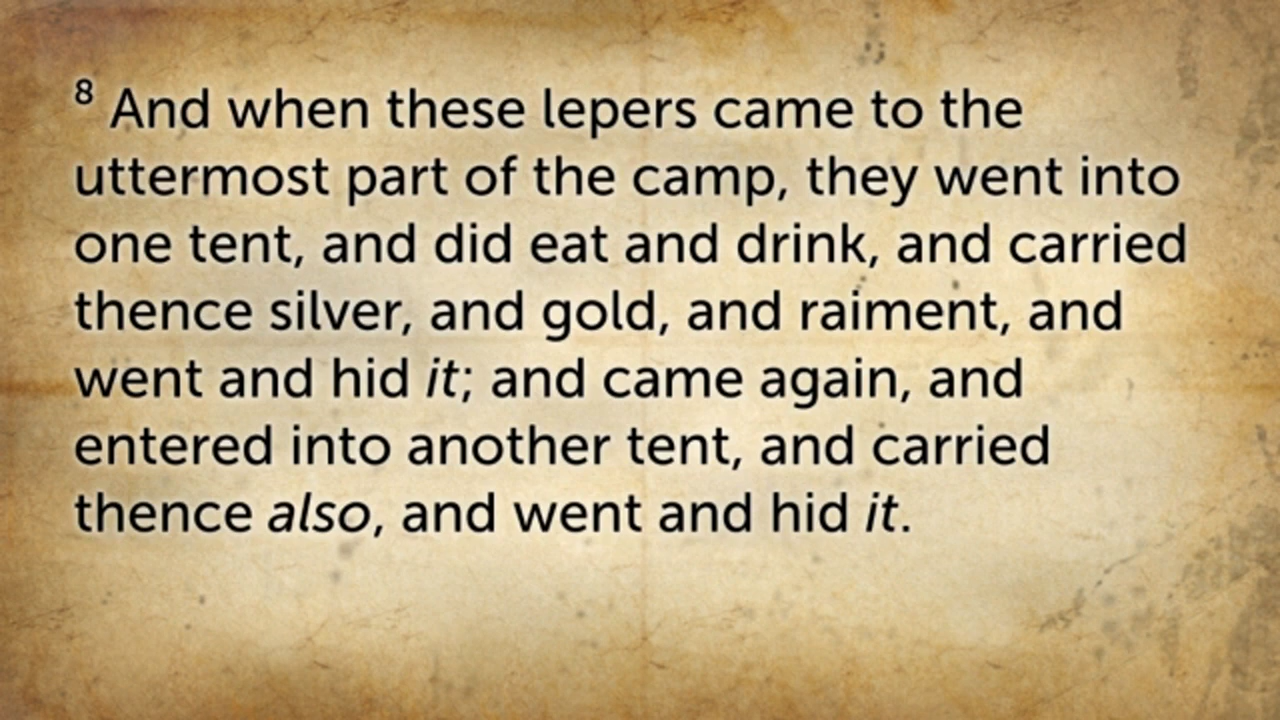 8 And when these lepers came to the
uttermost part of the camp, they went into
one tent, and did eat and drink, and carried
thence silver, and gold, and raiment, and
went and hid it; and came again, and
entered into another tent, and carried
thence also, and went and hid it.